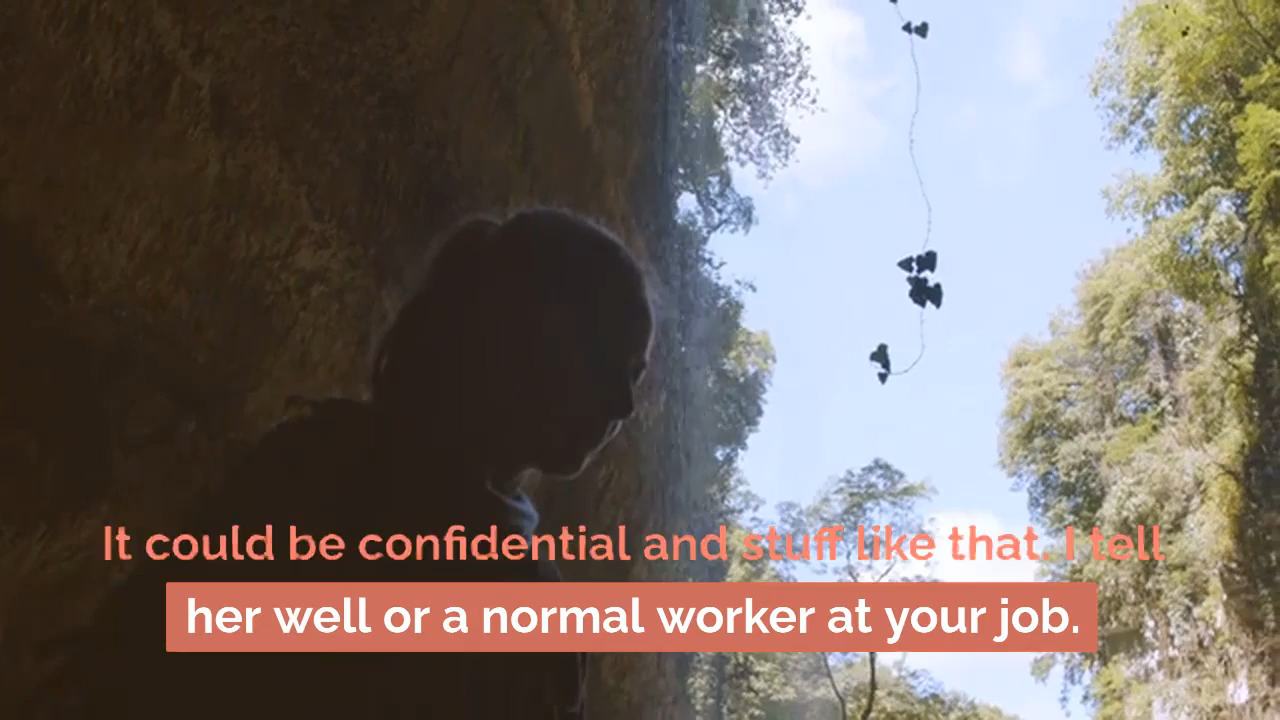 It could be confidential and stuff like that. I tell
her well or a normal worker at your job.